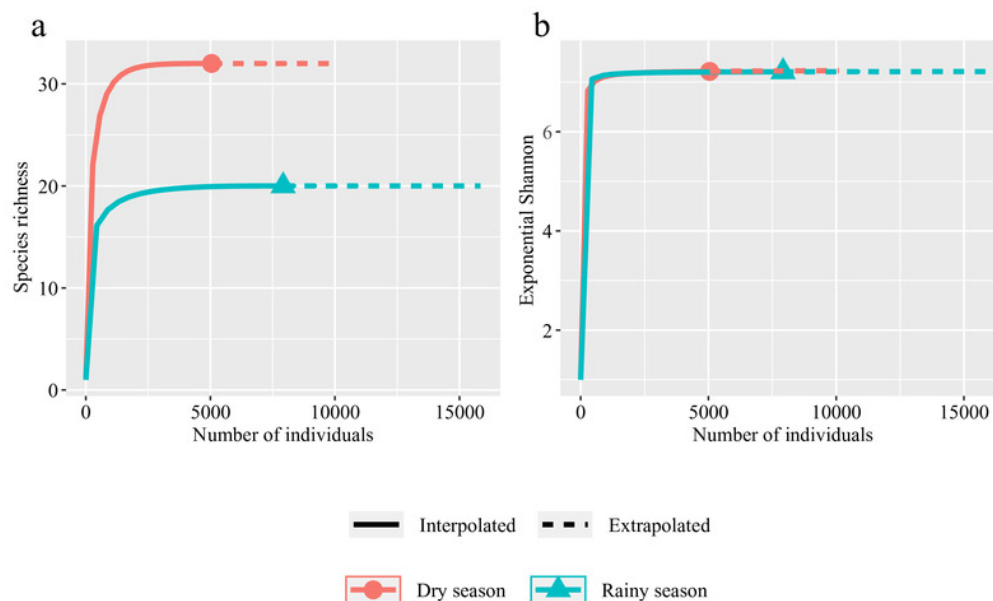 a
Species richness
30
20
10
0
0 5000 10000 15000
Number of individuals
b
Exponential Shannon
6
4
2
0 5000 10000 15000
Number of individuals
Interpolated Extrapolated
Dry season Rainy season